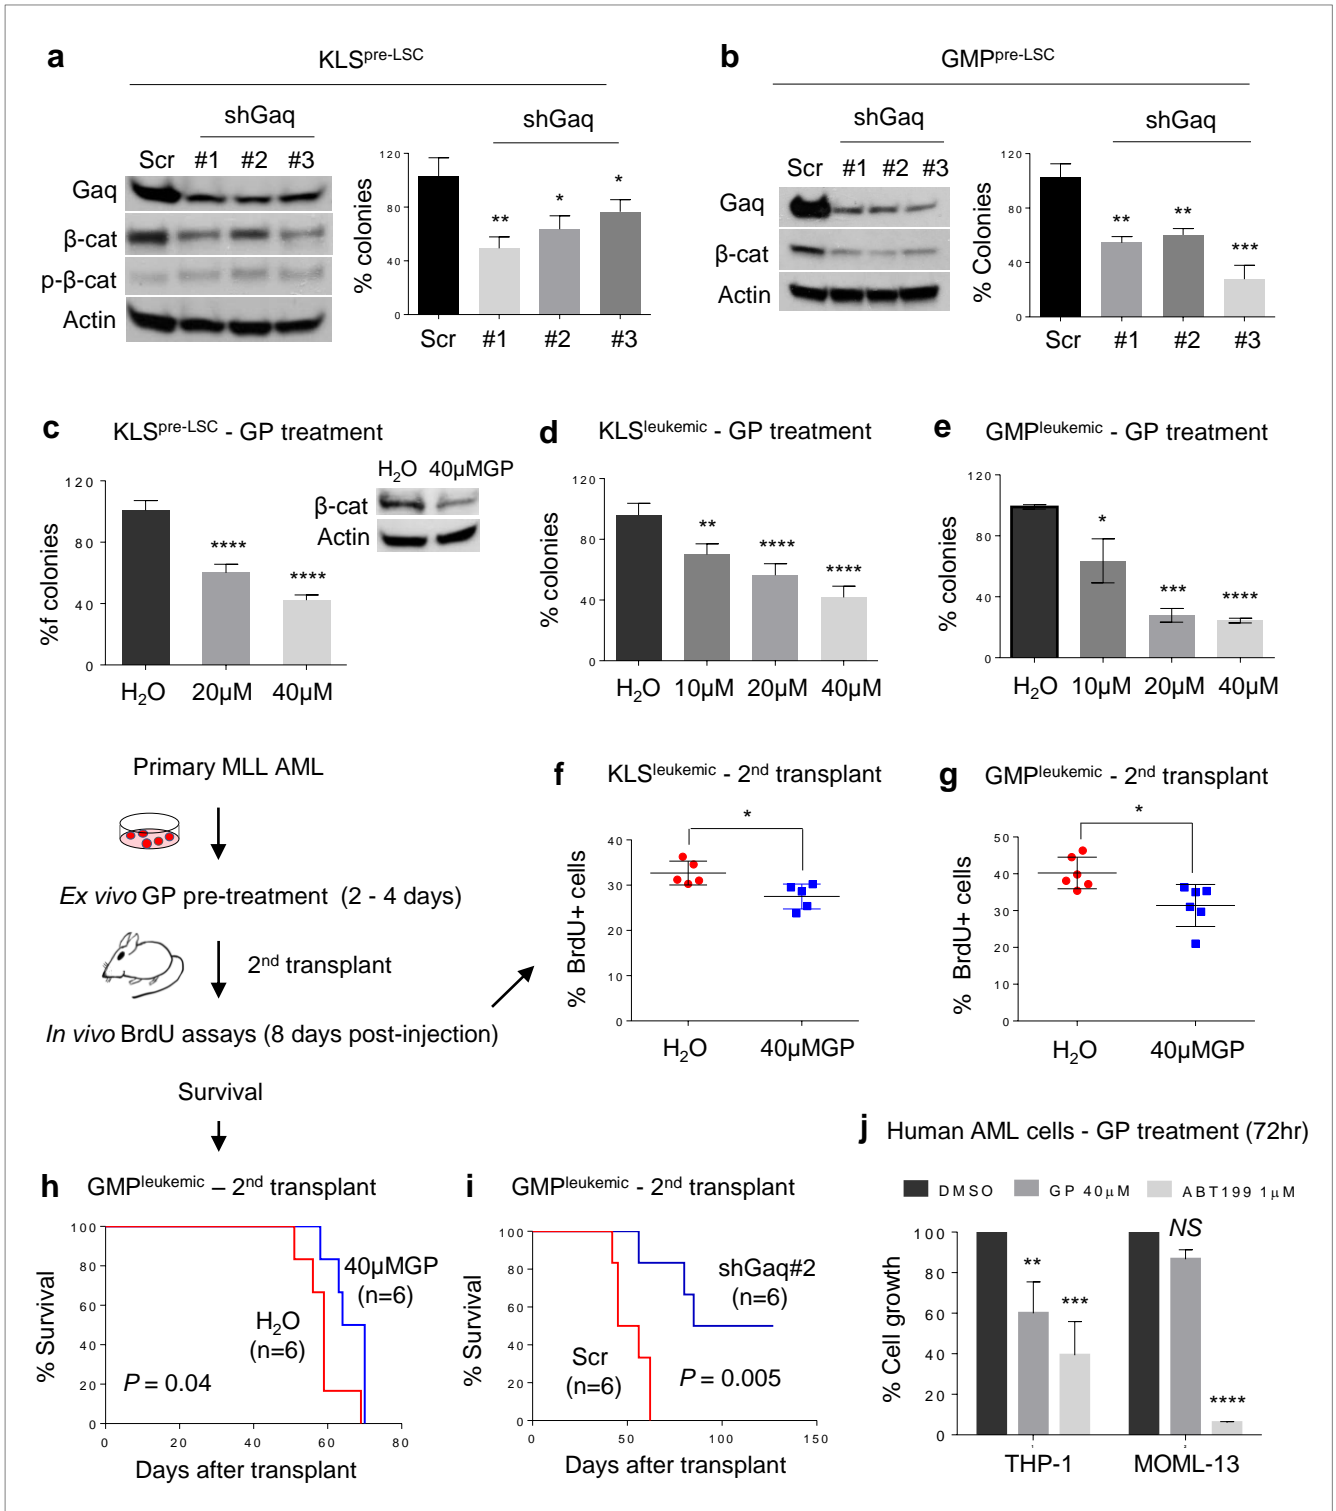 a
KLSpre-LSC
shGaq
Scr #1 #2 #3
Gaq
β-cat
p-β-cat
Actin
% colonies
120
80
40
0
**
*
*
Scr #1 #2 #3
b
GMPpre-LSC
shGaq
Scr #1 #2 #3
Gaq
β-cat
Actin
% Colonies
120
80
40
0
**
**
***
Scr #1 #2 #3
c
KLSpre-LSC - GP treatment
%f colonies
120
80
40
0
****
****
H2O 20µM 40µM
H2O 40µMGP
β-cat
Actin
d
KLSleukemic - GP treatment
% colonies
120
80
40
0
**
****
****
H2O 10µM 20µM 40µM
e
GMPleukemic - GP treatment
% colonies
120
80
40
0
*
***
****
H2O 10µM 20µM 40µM
Primary MLL AML
Ex vivo GP pre-treatment (2 - 4 days)
2nd transplant
In vivo BrdU assays (8 days post-injection)
Survival
f
KLSleukemic - 2nd transplant
% BrdU+ cells
40
30
20
10
0
*
H2O 40µMGP
g
GMPleukemic - 2nd transplant
% BrdU+ cells
50
40
30
20
10
0
*
H2O 40µMGP
h
GMPleukemic – 2nd transplant
% Survival
100
80
60
40
20
0
40µMGP
(n=6)
H2O
(n=6)
P = 0.04
0 20 40 60 80
Days after transplant
i
GMPleukemic - 2nd transplant
% Survival
100
80
60
40
20
0
shGaq#2
(n=6)
Scr
(n=6)
P = 0.005
0 50 100 150
Days after transplant
j
Human AML cells - GP treatment (72hr)
DMSO GP 40µM ABT199 1µM
% Cell growth
100
80
60
40
20
0
**
***
NS
****
THP-1 MOML-13